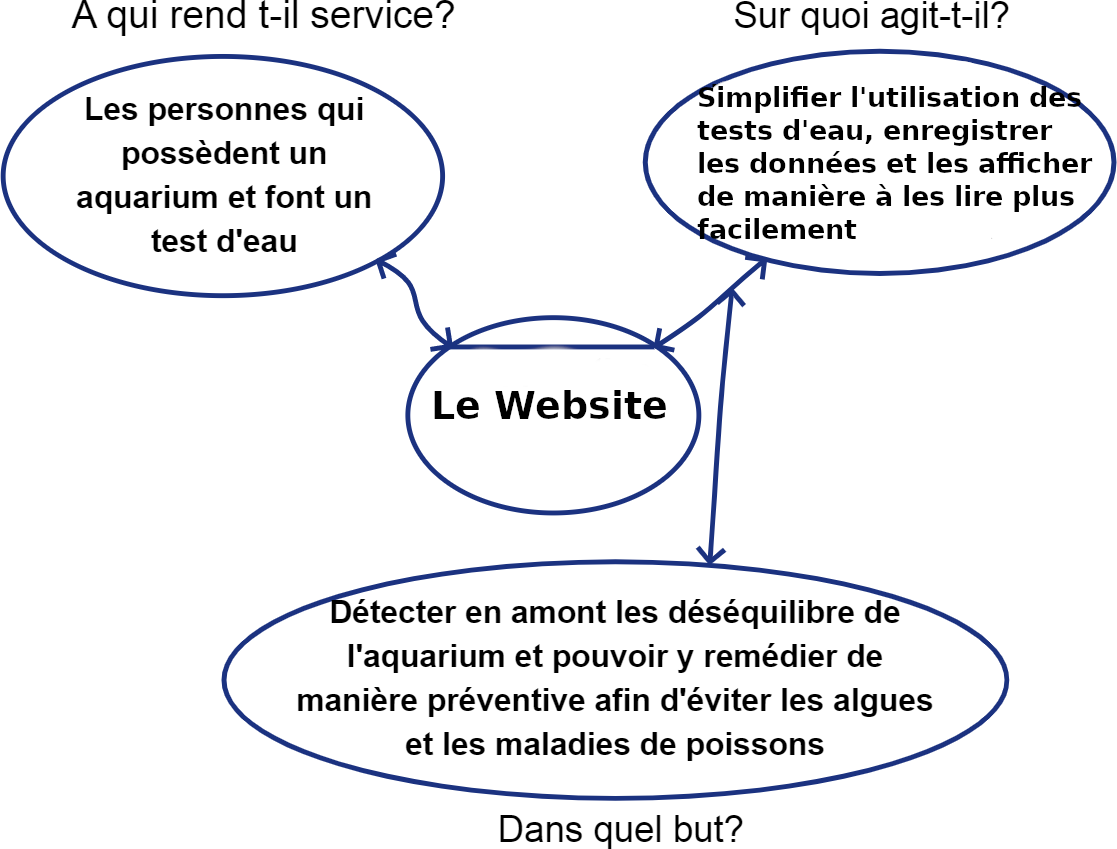 A qui rend t-il service?
Les personnes qui
possèdent un
aquarium et font un
test d'eau
Sur quoi agit-t-il?
Simplifier l'utilisation des
tests d'eau, enregistrer
les données et les afficher
de manière à les lire plus
facilement
Le Website
Détecter en amont les déséquilibre de
l'aquarium et pouvoir y remédier de
manière préventive afin d'éviter les algues
et les maladies de poissons
Dans quel but?